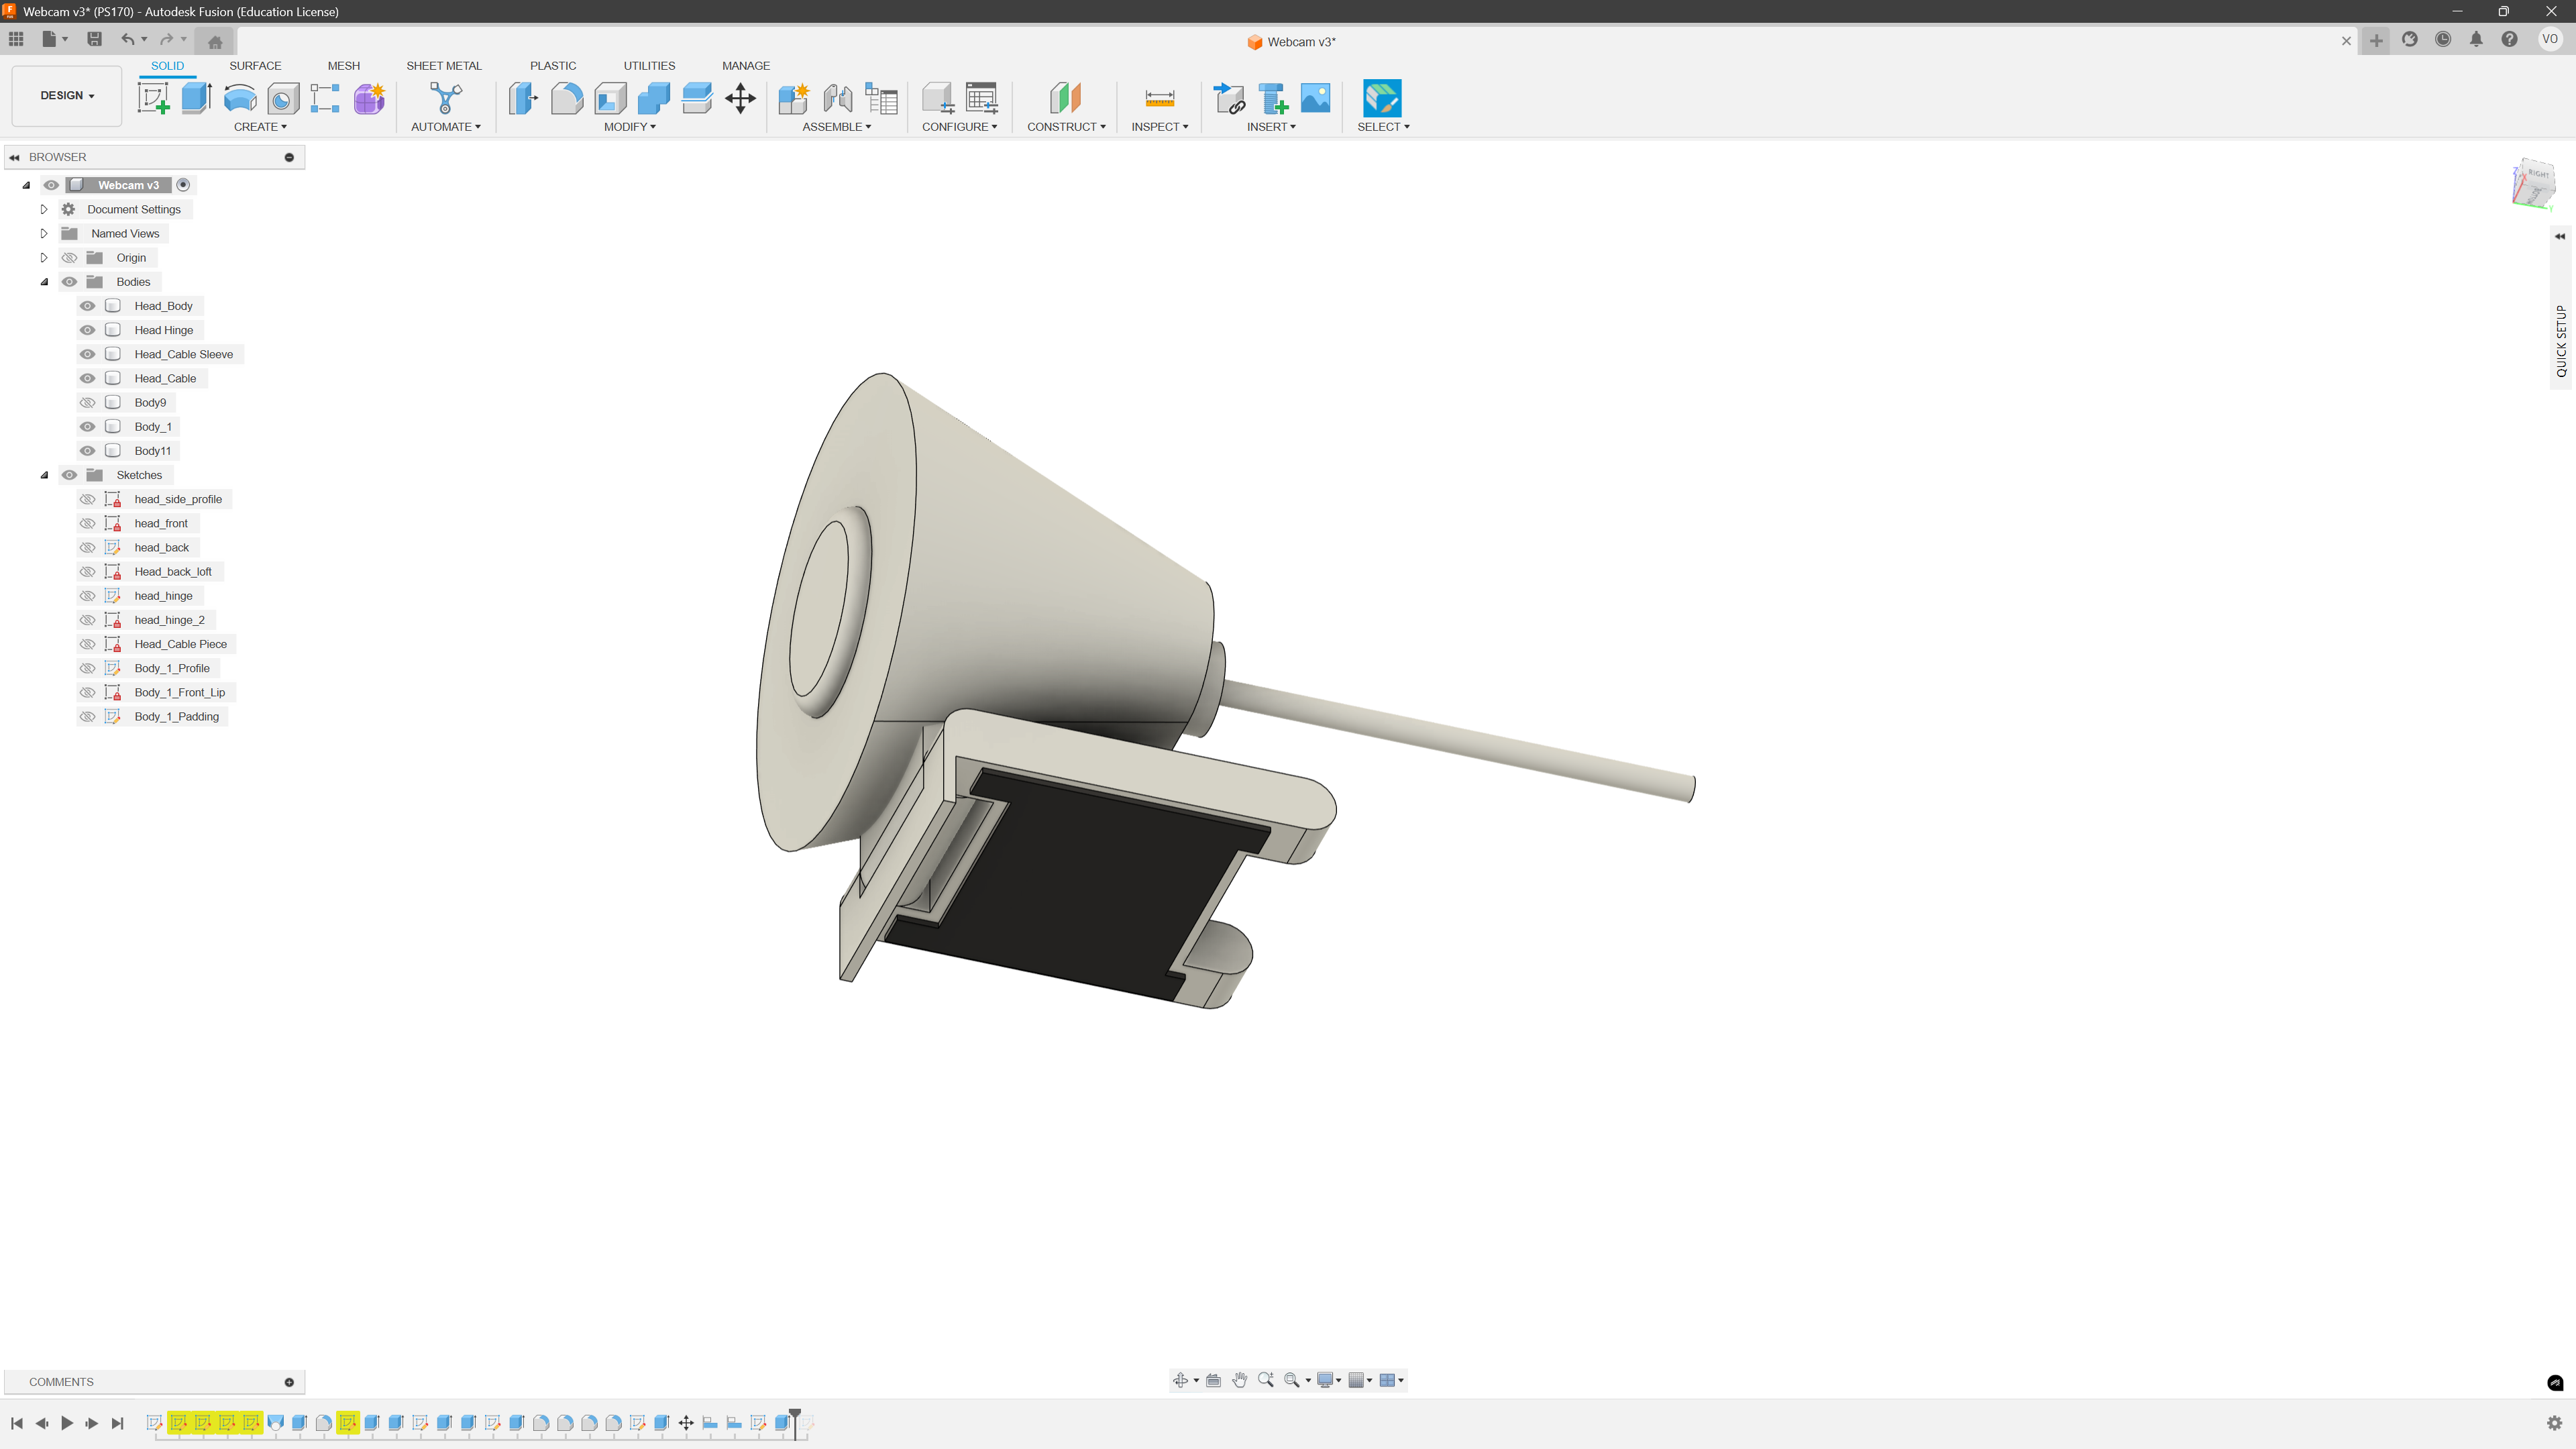 Webcam v3* (PS170) - Autodesk Fusion (Education License)
Webcam v3*
VO
SOLID SURFACE MESH SHEET METAL PLASTIC UTILITIES MANAGE
DESIGN
CREATE AUTOMATE MODIFY ASSEMBLE CONFIGURE CONSTRUCT INSPECT INSERT SELECT
BROWSER
Webcam v3
Document Settings
Named Views
Origin
Bodies
Head_Body
Head Hinge
Head_Cable Sleeve
Head_Cable
Body9
Body_1
Body11
Sketches
head_side_profile
head_front
head_back
Head_back_loft
head_hinge
head_hinge_2
Head_Cable Piece
Body_1_Profile
Body_1_Front_Lip
Body_1_Padding
RIGHT
Z
X
Y
QUICK SETUP
COMMENTS